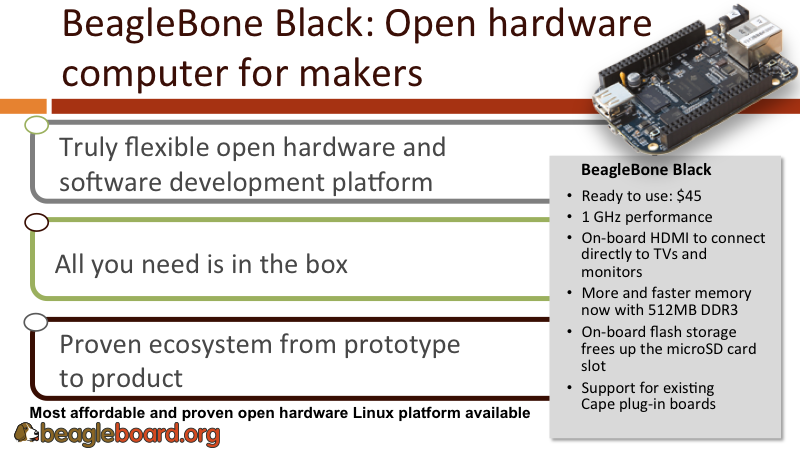 BeagleBone Black: Open hardware
computer for makers
Truly flexible open hardware and
software development platform
All you need is in the box
Proven ecosystem from prototype
to product
Most affordable and proven open hardware Linux platform available
beagleboard.org
BeagleBone Black
• Ready to use: $45
• 1 GHz performance
• On-board HDMI to connect
directly to TVs and
monitors
• More and faster memory
now with 512MB DDR3
• On-board flash storage
frees up the microSD card
slot
• Support for existing
Cape plug-in boards